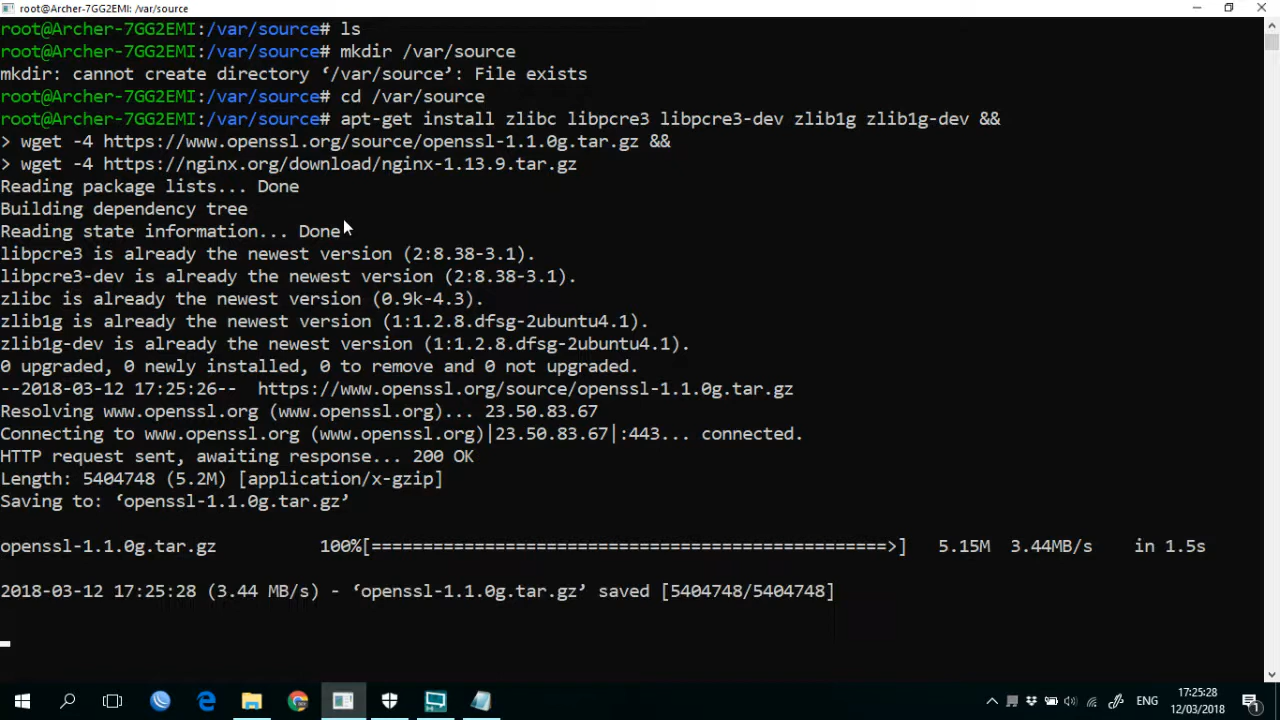 root@Archer-7GG2EMI: /var/source
root@Archer-7GG2EMI:/var/source# ls
root@Archer-7GG2EMI:/var/source# mkdir /var/source
mkdir: cannot create directory ‘/var/source’: File exists
root@Archer-7GG2EMI:/var/source# cd /var/source
root@Archer-7GG2EMI:/var/source# apt-get install zlibc libpcre3 libpcre3-dev zlib1g zlib1g-dev &&
> wget -4 https://www.openssl.org/source/openssl-1.1.0g.tar.gz &&
> wget -4 https://nginx.org/download/nginx-1.13.9.tar.gz
Reading package lists... Done
Building dependency tree
Reading state information... Done
libpcre3 is already the newest version (2:8.38-3.1).
libpcre3-dev is already the newest version (2:8.38-3.1).
zlibc is already the newest version (0.9k-4.3).
zlib1g is already the newest version (1:1.2.8.dfsg-2ubuntu4.1).
zlib1g-dev is already the newest version (1:1.2.8.dfsg-2ubuntu4.1).
0 upgraded, 0 newly installed, 0 to remove and 0 not upgraded.
--2018-03-12 17:25:26--  https://www.openssl.org/source/openssl-1.1.0g.tar.gz
Resolving www.openssl.org (www.openssl.org)... 23.50.83.67
Connecting to www.openssl.org (www.openssl.org)|23.50.83.67|:443... connected.
HTTP request sent, awaiting response... 200 OK
Length: 5404748 (5.2M) [application/x-gzip]
Saving to: ‘openssl-1.1.0g.tar.gz’
openssl-1.1.0g.tar.gz          100%[==================================================>]   5.15M  3.44MB/s    in 1.5s
2018-03-12 17:25:28 (3.44 MB/s) - ‘openssl-1.1.0g.tar.gz’ saved [5404748/5404748]
ENG
17:25:28
12/03/2018
1